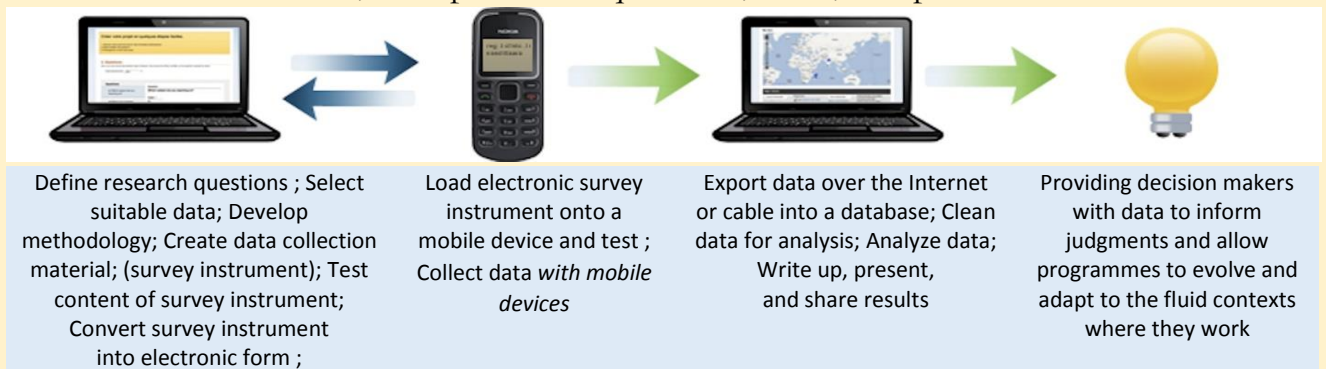 Define research questions ; Select
suitable data; Develop
methodology; Create data collection
material; (survey instrument); Test
content of survey instrument;
Convert survey instrument
into electronic form ;
Load electronic survey
instrument onto a
mobile device and test ;
Collect data with mobile
devices
Export data over the Internet
or cable into a database; Clean
data for analysis; Analyze data;
Write up, present,
and share results
Providing decision makers
with data to inform
judgments and allow
programmes to evolve and
adapt to the fluid contexts
where they work